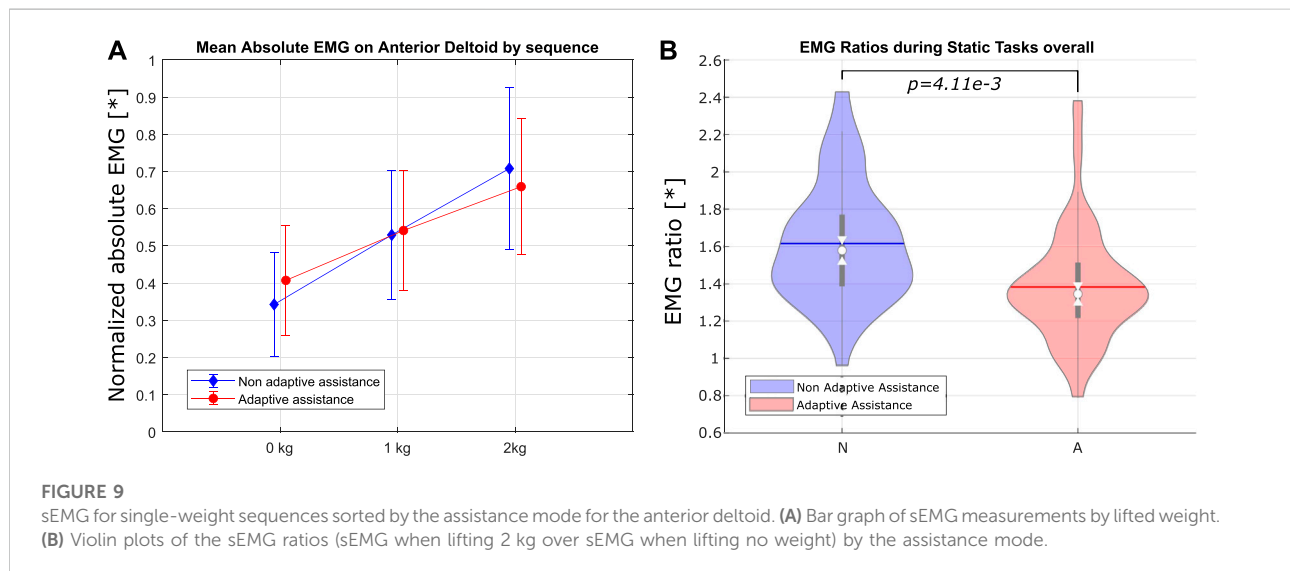 A
Mean Absolute EMG on Anterior Deltoid by sequence
Normalized absolute EMG [*]
1
0.9
0.8
0.7
0.6
0.5
0.4
0.3
0.2
0.1
0
Non adaptive assistance
Adaptive assistance
0 kg
1 kg
2kg
B
EMG Ratios during Static Tasks overall
EMG ratio [*]
2.6
2.4
2.2
2
1.8
1.6
1.4
1.2
1
0.8
0.6
p=4.11e-3
Non Adaptive Assistance
Adaptive Assistance
N
A
FIGURE 9
sEMG for single-weight sequences sorted by the assistance mode for the anterior deltoid. (A) Bar graph of sEMG measurements by lifted weight.
(B) Violin plots of the sEMG ratios (sEMG when lifting 2 kg over sEMG when lifting no weight) by the assistance mode.